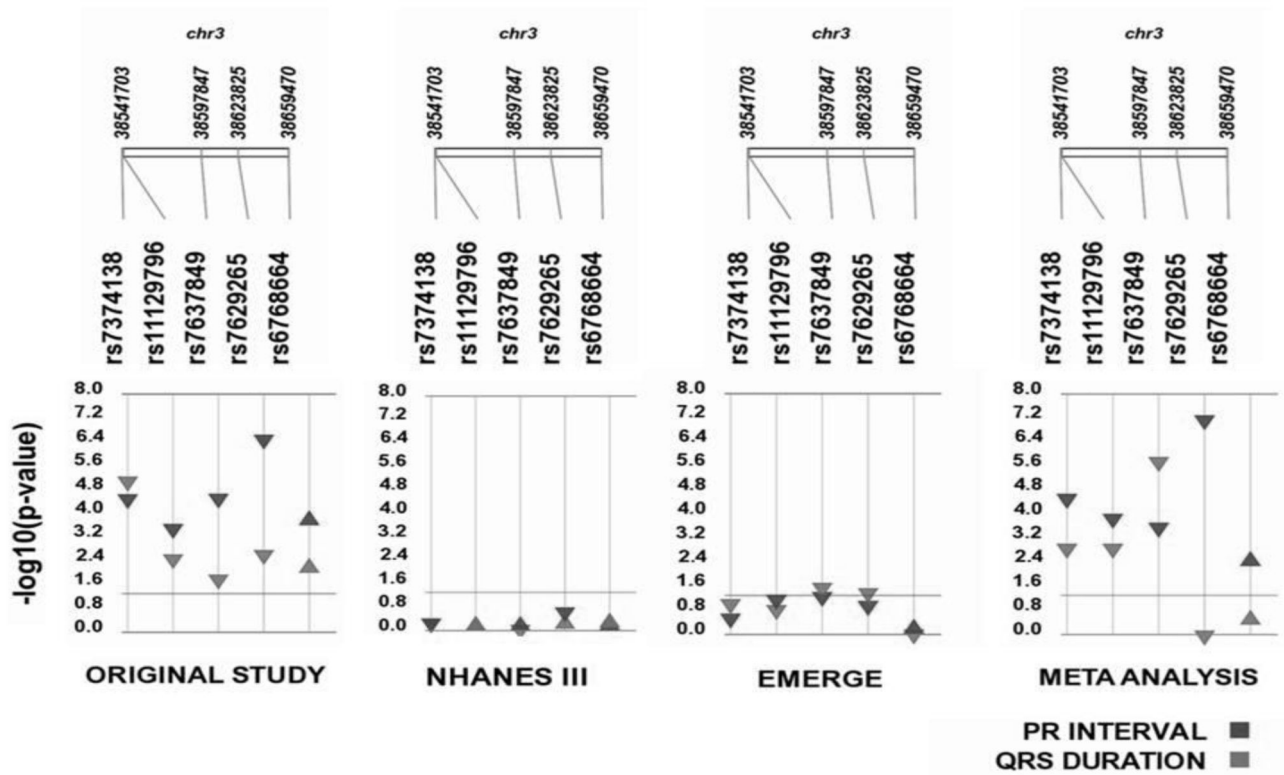 chr3
38541703
38597847
38623825
38659470
rs7374138
rs11129796
rs7637849
rs7629265
rs6768664
8.0
7.2
6.4
5.6
4.8
4.0
3.2
2.4
1.6
0.8
0.0
-log10(p-value)
ORIGINAL STUDY
chr3
38541703
38597847
38623825
38659470
rs7374138
rs11129796
rs7637849
rs7629265
rs6768664
8.0
7.2
6.4
5.6
4.8
4.0
3.2
2.4
1.6
0.8
0.0
NHANES III
chr3
38541703
38597847
38623825
38659470
rs7374138
rs11129796
rs7637849
rs7629265
rs6768664
8.0
7.2
6.4
5.6
4.8
4.0
3.2
2.4
1.6
0.8
0.0
EMERGE
chr3
38541703
38597847
38623825
38659470
rs7374138
rs11129796
rs7637849
rs7629265
rs6768664
8.0
7.2
6.4
5.6
4.8
4.0
3.2
2.4
1.6
0.8
0.0
META ANALYSIS
PR INTERVAL
QRS DURATION